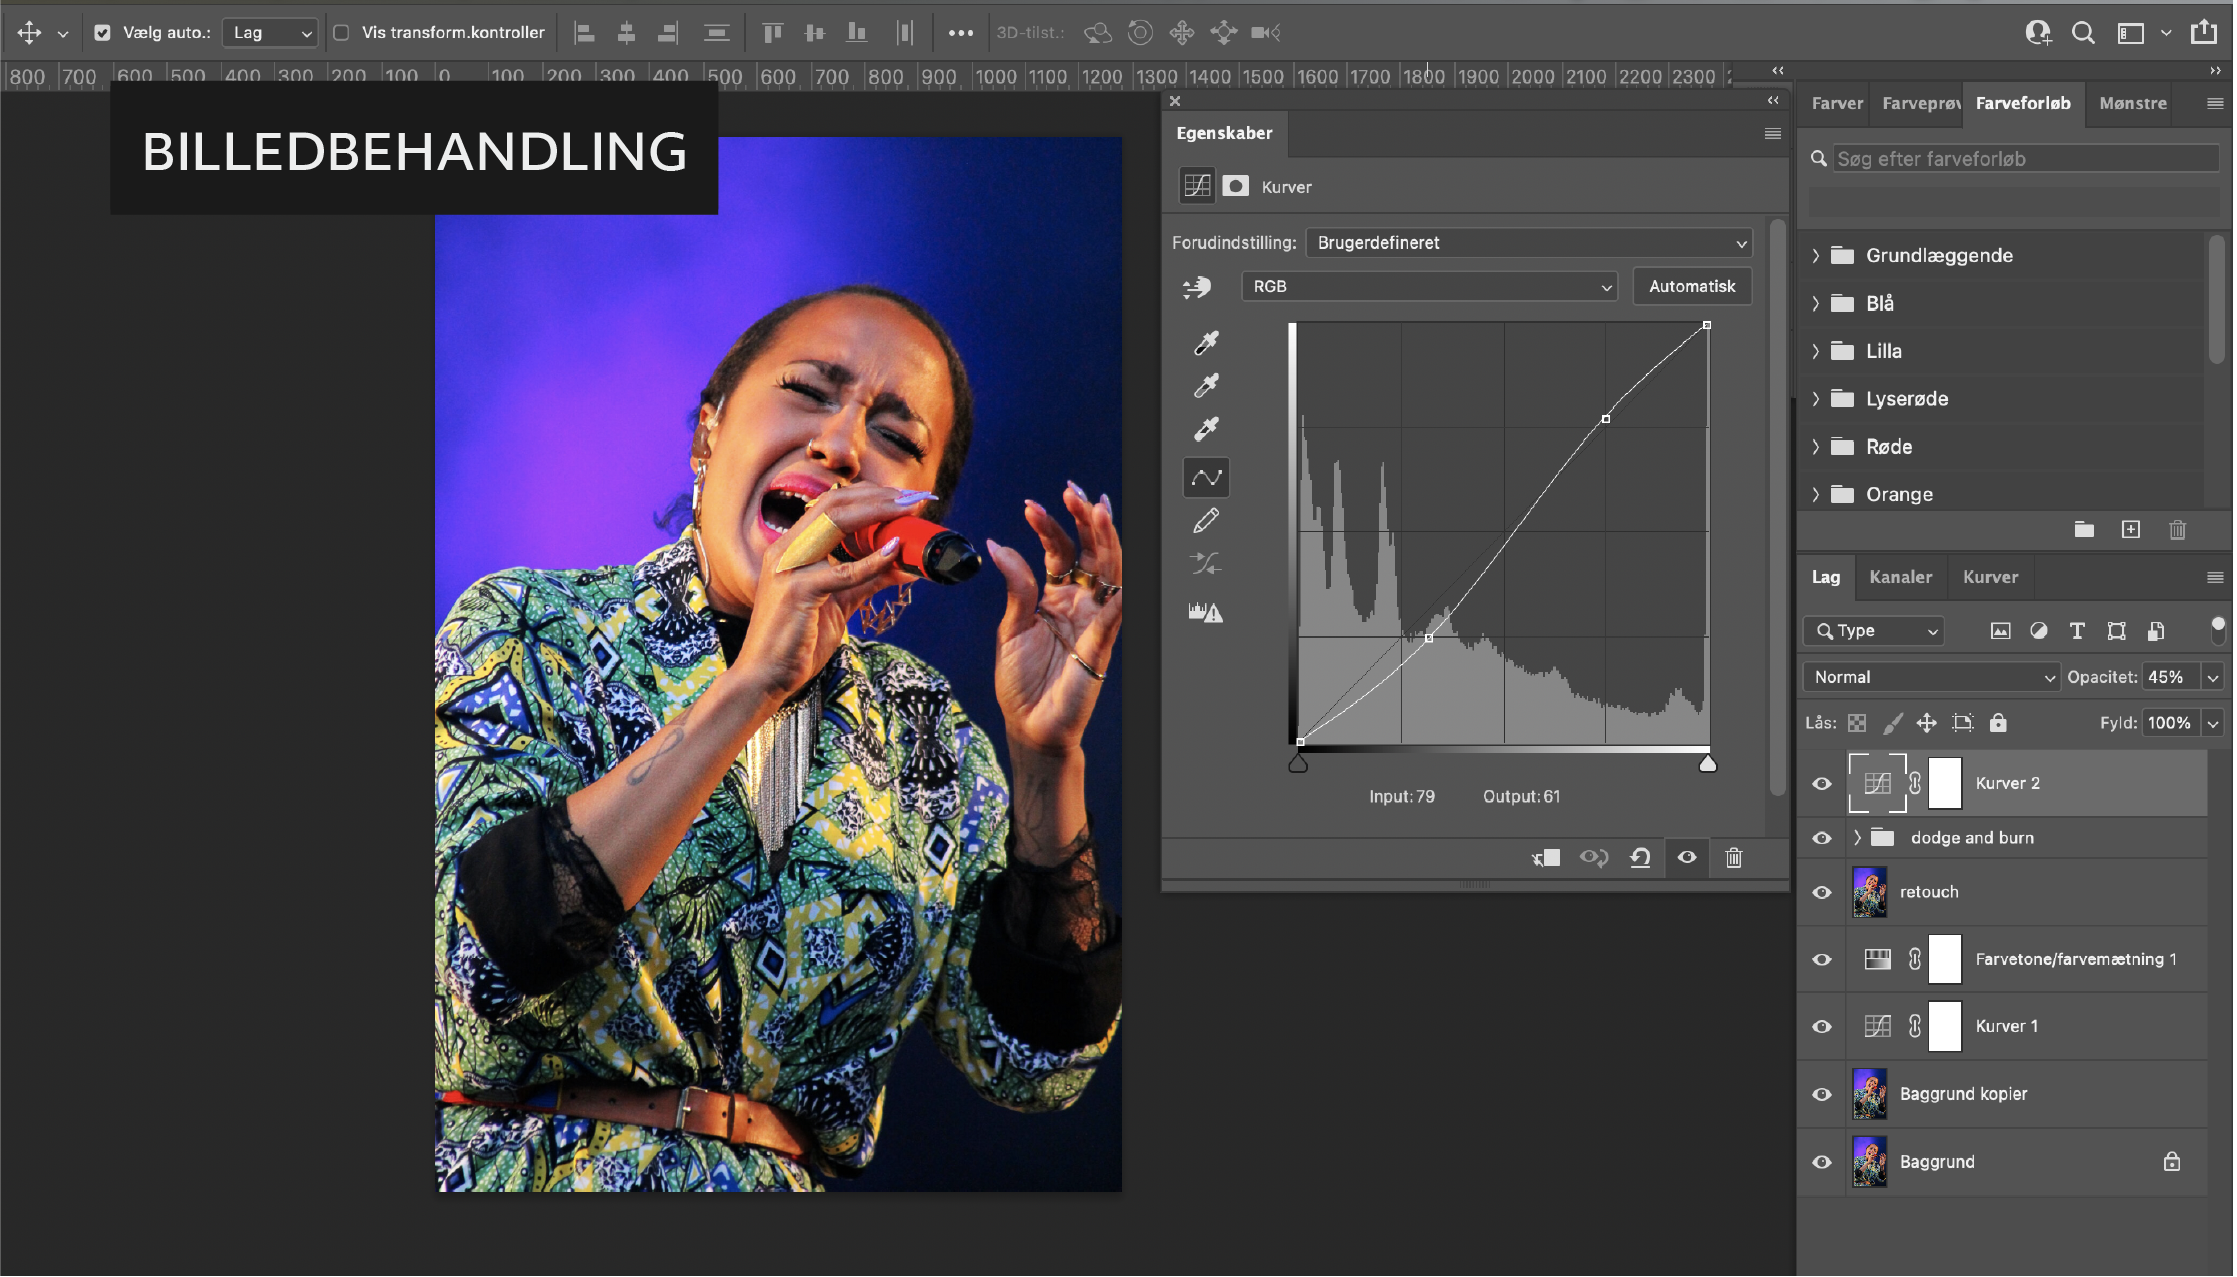 Vælg auto.: Lag Vis transform.kontroller 3D-tilst.:
800 700 600 500 400 300 200 100 0 100 200 300 400 500 600 700 800 900 1000 1100 1200 1300 1400 1500 1600 1700 1800 1900 2000 2100 2200 2300
BILLEDBEHANDLING
Egenskaber
Kurver
Forudindstilling: Brugerdefineret
RGB Automatisk
Input: 79 Output: 61
Farver Farveprøv Farveforløb Mønstre
Søg efter farveforløb
Grundlæggende
Blå
Lilla
Lyserøde
Røde
Orange
Lag Kanaler Kurver
Type
Normal Opacitet: 45%
Lås: Fyld: 100%
Kurver 2
dodge and burn
retouch
Farvetone/farvemætning 1
Kurver 1
Baggrund kopier
Baggrund